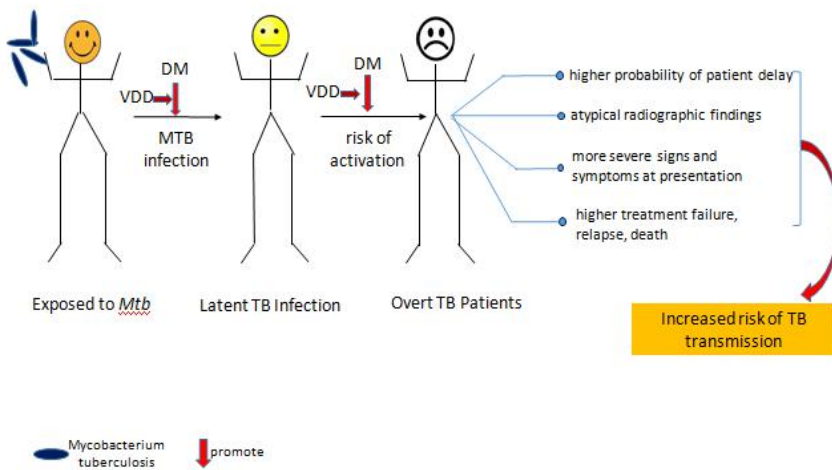 DM
VDD
MTB
infection
DM
VDD
risk of
activation
higher probability of patient delay
atypical radiographic findings
more severe signs and
symptoms at presentation
higher treatment failure,
relapse, death
Exposed to Mtb
Latent TB Infection
Overt TB Patients
Increased risk of TB
transmission
Mycobacterium
tuberculosis
promote